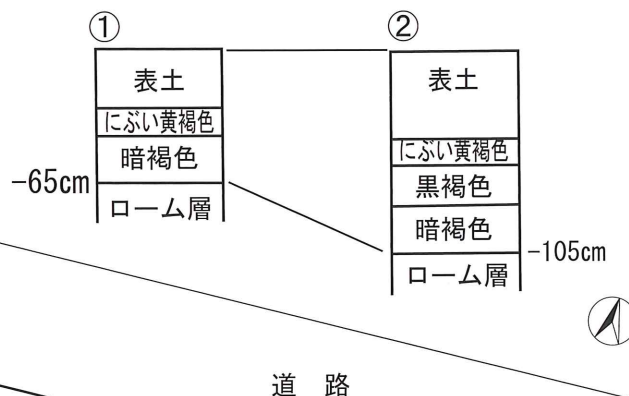 ①
表土
にぶい黄褐色
暗褐色
-65cm
ローム層
②
表土
にぶい黄褐色
黒褐色
暗褐色
-105cm
ローム層
道 路